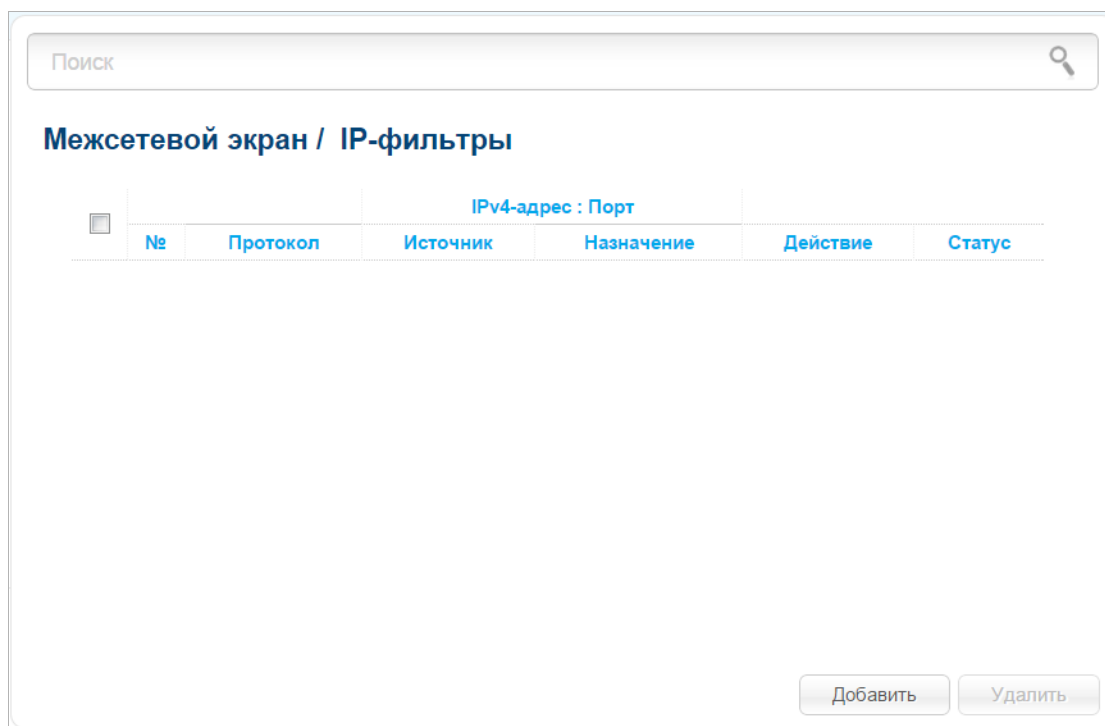 Поиск
Межсетевой экран / IP-фильтры
IPv4-адрес : Порт
№ Протокол Источник Назначение Действие Статус
Добавить Удалить